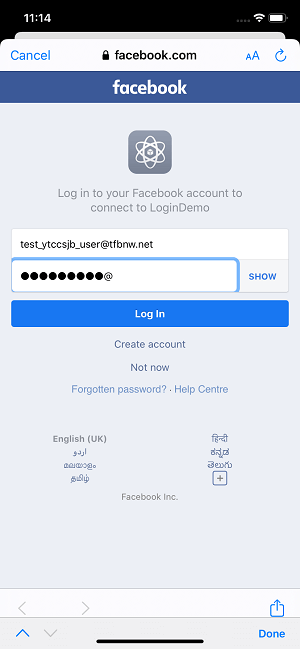 11:14
Cancel
facebook.com
AA
facebook
Log in to your Facebook account to
connect to LoginDemo
test_ytccsjb_user@tfbnw.net
●●●●●●●●●@
SHOW
Log In
Create account
Not now
Forgotten password? · Help Centre
English (UK)
हिन्दी
اردو
ಕನ್ನಡ
മലയാളം
తెలుగు
தமிழ்
Facebook Inc.
Done